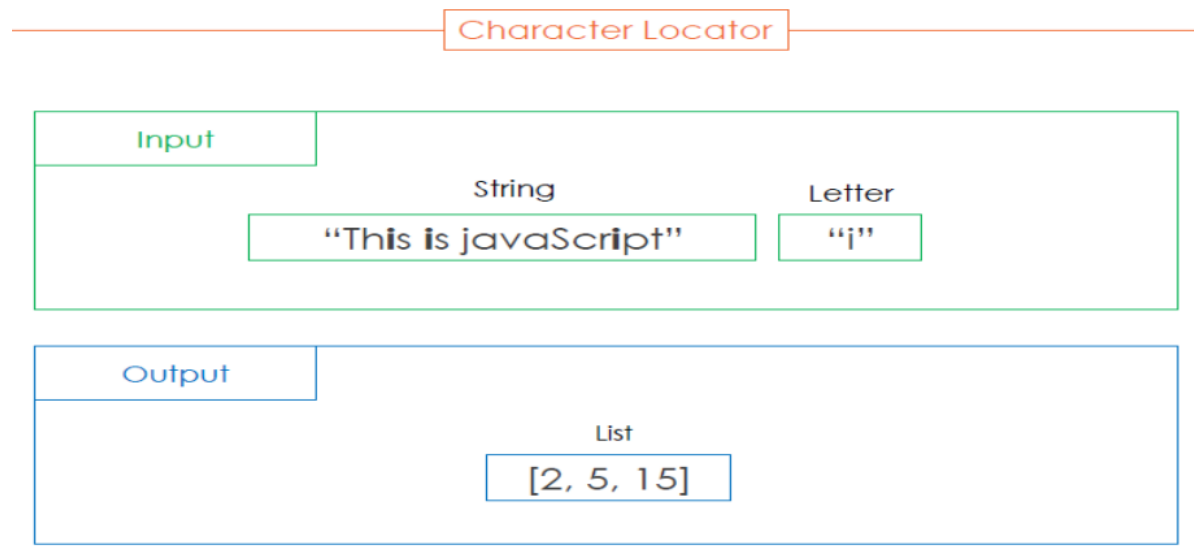 Character Locator
Input
String Letter
“This is javaScript” “i”
Output
List
[2, 5, 15]